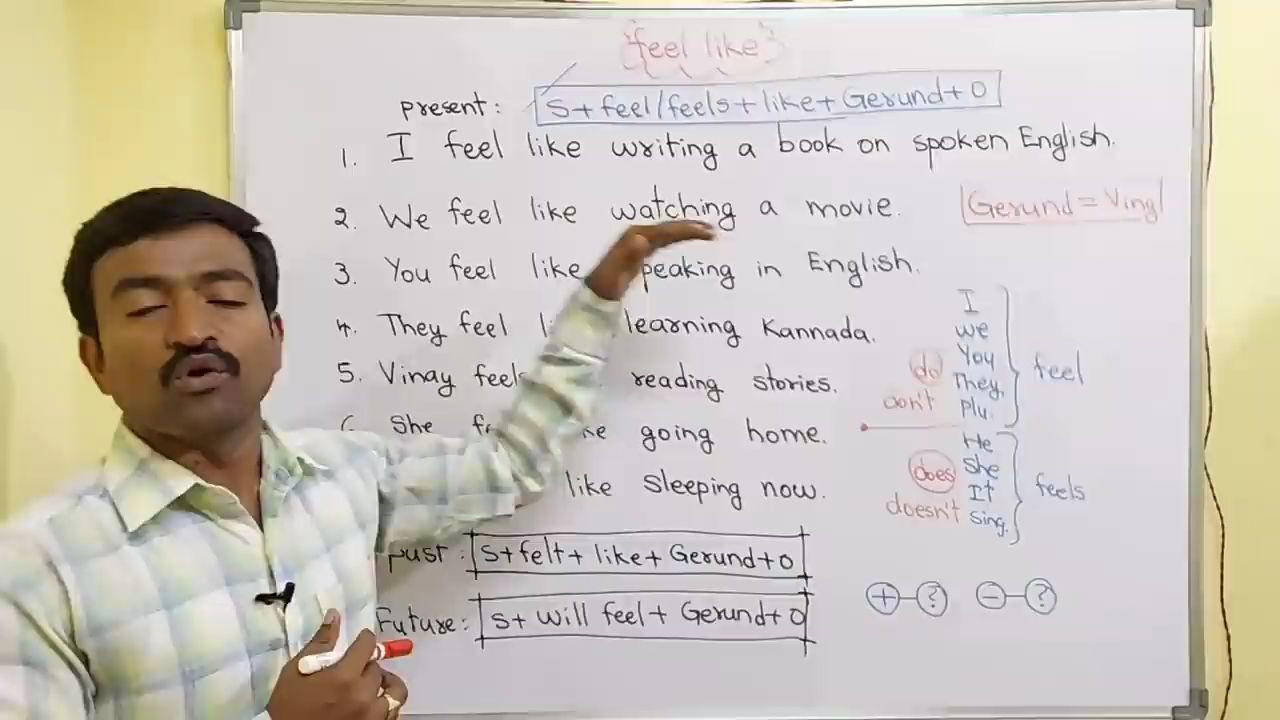 {feel like}
present: S+feel/feels+like+Gerund+O
1. I feel like writing a book on spoken English.
2. We feel like watching a movie.
Gerund = Ving
3. You feel like peaking in English.
4. They feel learning Kannada.
5. Vinay feels reading stories.
She going home.
like Sleeping now.
I
we
You
They,
Plu.
do
don't
feel
He
She
It
Sing.
does
doesn't
feels
past: S+felt+like+Gerund+O
Future: S+ will feel+ Gerund+O
+ - ? - - ?